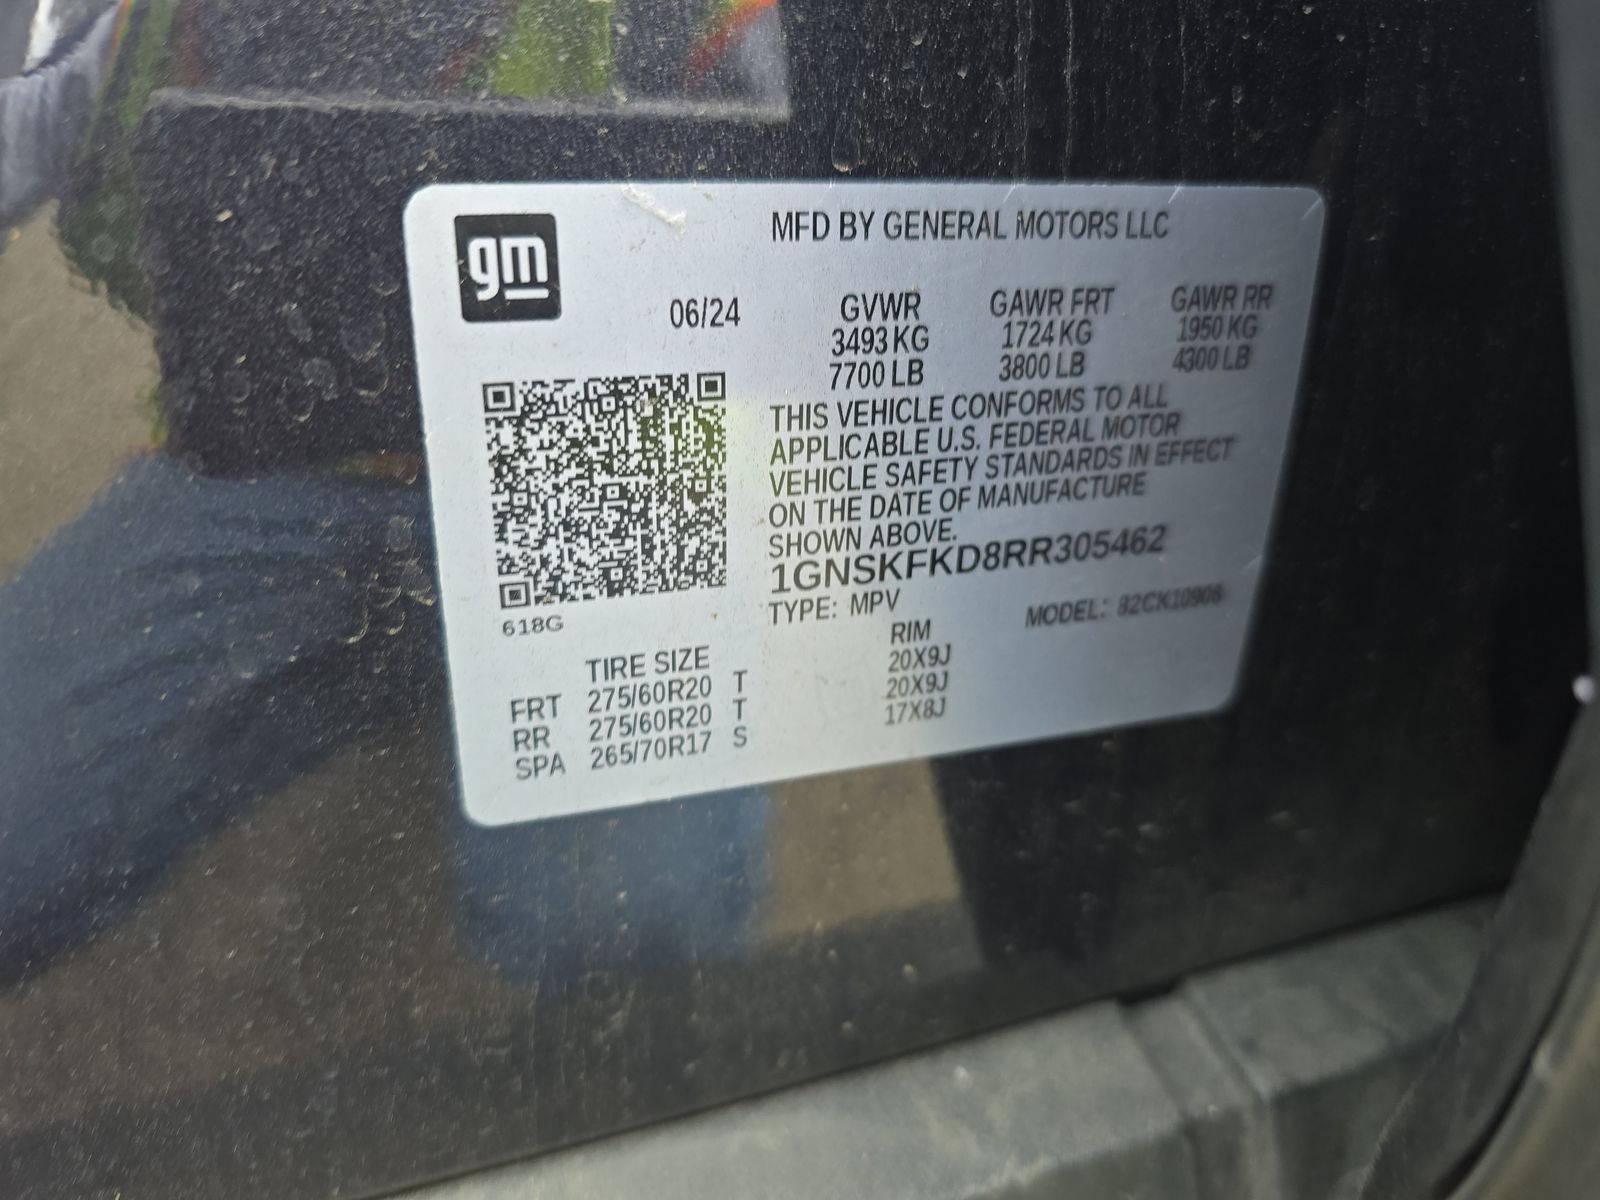 gm
MFD BY GENERAL MOTORS LLC
06/24
GVWR GAWR FRT GAWR RR
3493 KG 1724 KG 1950 KG
7700 LB 3800 LB 4300 LB
THIS VEHICLE CONFORMS TO ALL
APPLICABLE U.S. FEDERAL MOTOR
VEHICLE SAFETY STANDARDS IN EFFECT
ON THE DATE OF MANUFACTURE
SHOWN ABOVE.
1GNSKFKD8RR305462
TYPE: MPV MODEL: 82CK10906
618G
TIRE SIZE RIM
FRT 275/60R20 T 20X9J
RR 275/60R20 T 20X9J
SPA 265/70R17 S 17X8J